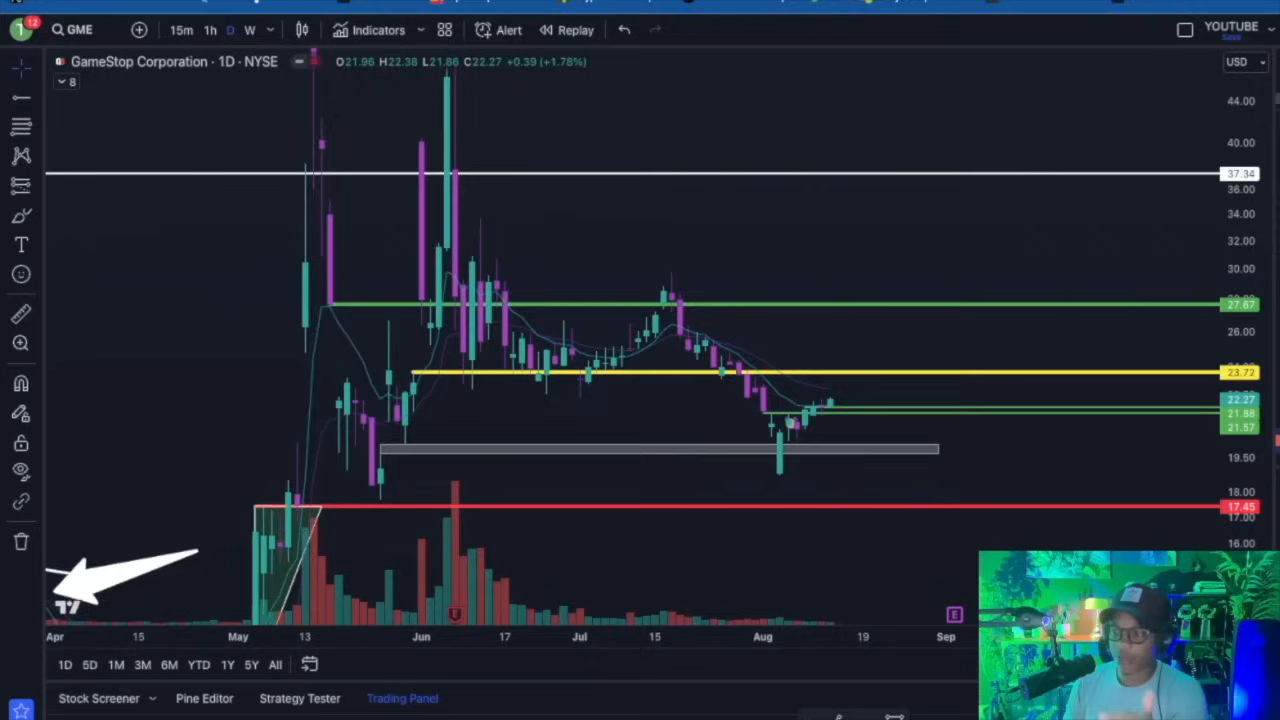 1 12 GME 15m 1h D W Indicators Alert Replay YOUTUBE
Save
GameStop Corporation · 1D · NYSE O21.96 H22.38 L21.86 C22.27 +0.39 (+1.78%) USD
8
44.00
40.00
37.34
36.00
34.00
32.00
30.00
27.67
26.00
23.72
22.27
21.88
21.57
19.50
18.00
17.45
17.00
16.00
E E
Apr 15 May 13 Jun 17 Jul 15 Aug 19 Sep
1D 5D 1M 3M 6M YTD 1Y 5Y All
Stock Screener Pine Editor Strategy Tester Trading Panel